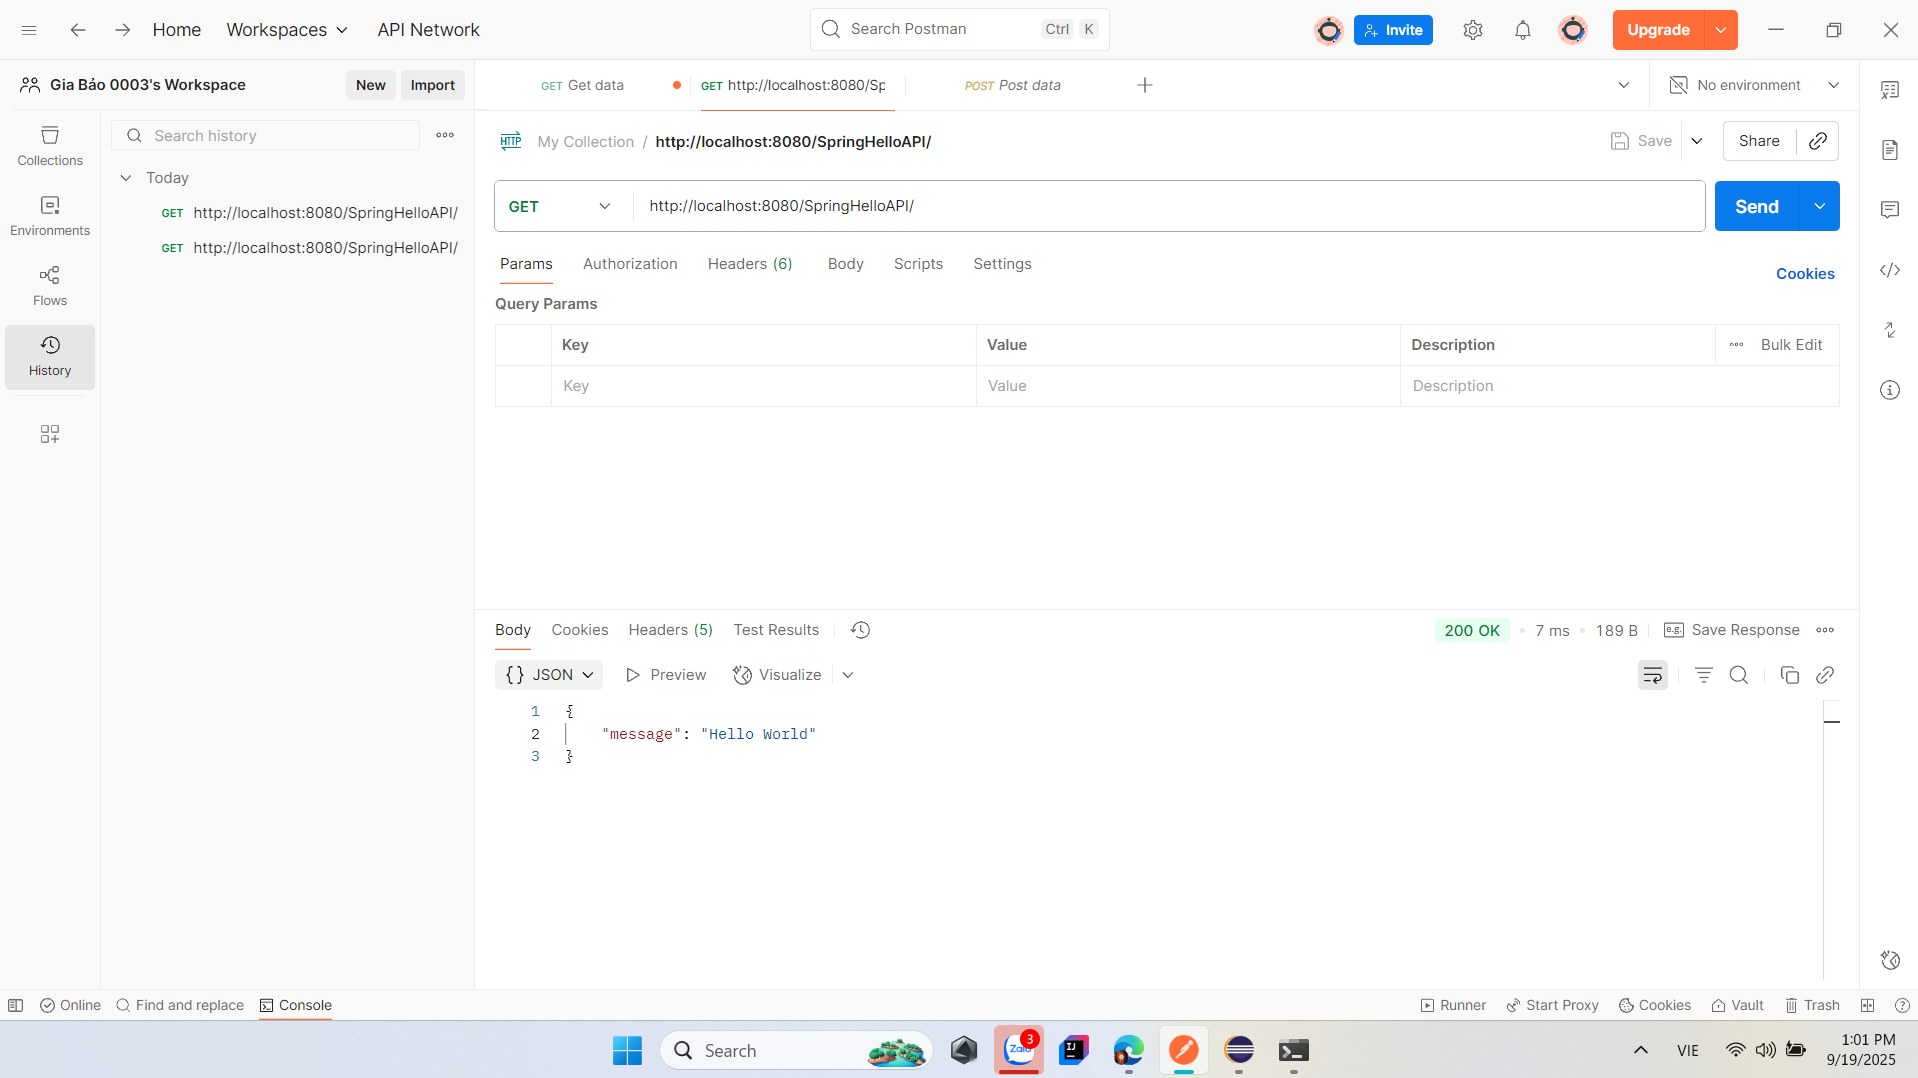 Home Workspaces API Network Search Postman Ctrl K Invite Upgrade
Gia Bảo 0003's Workspace New Import GET Get data GET http://localhost:8080/Sp POST Post data No environment
Search history
My Collection / http://localhost:8080/SpringHelloAPI/ Save Share
Collections
Today
GET http://localhost:8080/SpringHelloAPI/
GET http://localhost:8080/SpringHelloAPI/
Environments
Flows
History
GET http://localhost:8080/SpringHelloAPI/ Send
Params Authorization Headers (6) Body Scripts Settings Cookies
Query Params
Key Value Description Bulk Edit
Key Value Description
Body Cookies Headers (5) Test Results 200 OK 7 ms 189 B e.g. Save Response
{} JSON Preview Visualize
1 {
2 "message": "Hello World"
3 }
Online Find and replace Console Runner Start Proxy Cookies Vault Trash
Search Zalo 3 IJ VIE 1:01 PM
9/19/2025